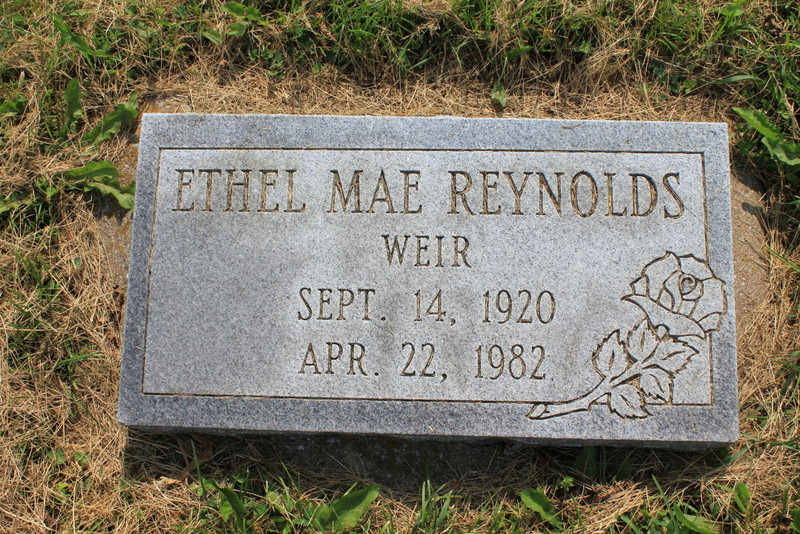 ETHEL MAE REYNOLDS
WEIR
SEPT. 14, 1920
APR. 22, 1982